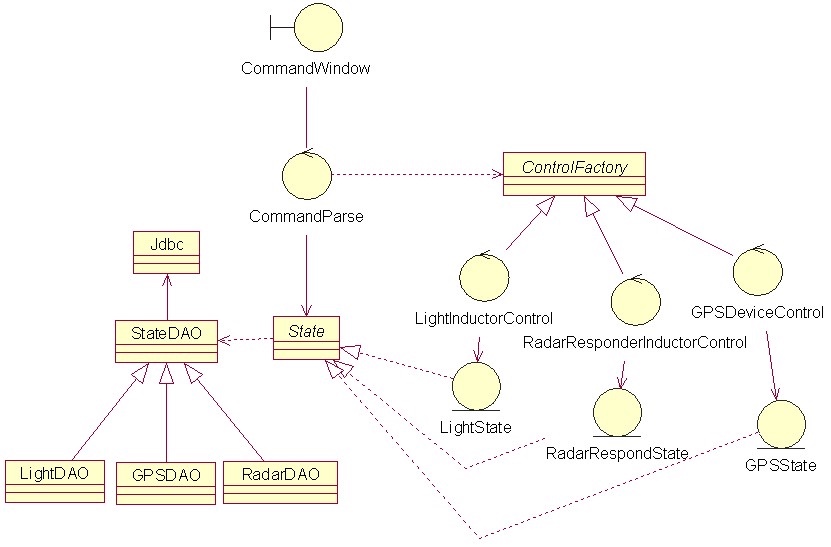 CommandWindow
ControlFactory
CommandParse
Jdbc
LightInductorControl
GPSDeviceControl
StateDAO
State
RadarResponderInductorControl
LightState
RadarRespondState
GPSState
LightDAO
GPSDAO
RadarDAO